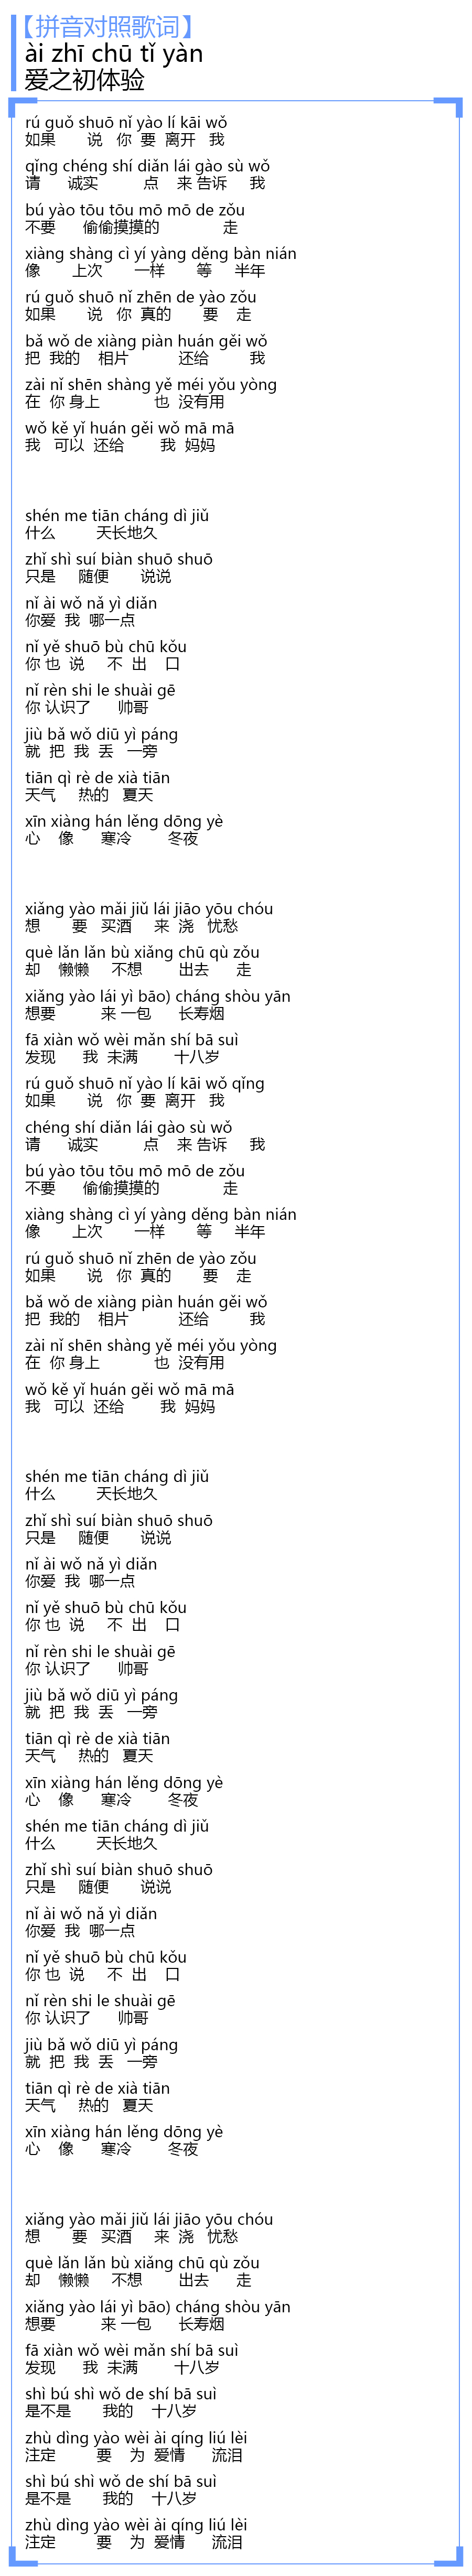 【拼音对照歌词】
ài zhī chū tǐ yàn
爱之初体验
rú guǒ shuō nǐ yào lí kāi wǒ
如果 说 你 要 离开 我
qǐng chéng shí diǎn lái gào sù wǒ
请 诚实 点 来 告诉 我
bú yào tōu tōu mō mō de zǒu
不要 偷偷摸摸的 走
xiàng shàng cì yí yàng děng bàn nián
像 上次 一样 等 半年
rú guǒ shuō nǐ zhēn de yào zǒu
如果 说 你 真的 要 走
bǎ wǒ de xiàng piàn huán gěi wǒ
把 我的 相片 还给 我
zài nǐ shēn shàng yě méi yǒu yòng
在 你 身上 也 没有用
wǒ kě yǐ huán gěi wǒ mā mā
我 可以 还给 我 妈妈
shén me tiān cháng dì jiǔ
什么 天长地久
zhǐ shì suí biàn shuō shuō
只是 随便 说说
nǐ ài wǒ nǎ yì diǎn
你爱 我 哪一点
nǐ yě shuō bù chū kǒu
你 也 说 不 出 口
nǐ rèn shi le shuài gē
你 认识了 帅哥
jiù bǎ wǒ diū yì páng
就 把 我 丢 一旁
tiān qì rè de xià tiān
天气 热的 夏天
xīn xiàng hán lěng dōng yè
心 像 寒冷 冬夜
xiǎng yào mǎi jiǔ lái jiāo yōu chóu
想 要 买酒 来 浇 忧愁
què lǎn lǎn bù xiǎng chū qù zǒu
却 懒懒 不想 出去 走
xiǎng yào lái yì bāo) cháng shòu yān
想要 来 一包 长寿烟
fā xiàn wǒ wèi mǎn shí bā suì
发现 我 未满 十八岁
rú guǒ shuō nǐ yào lí kāi wǒ qǐng
如果 说 你 要 离开 我
chéng shí diǎn lái gào sù wǒ
请 诚实 点 来 告诉 我
bú yào tōu tōu mō mō de zǒu
不要 偷偷摸摸的 走
xiàng shàng cì yí yàng děng bàn nián
像 上次 一样 等 半年
rú guǒ shuō nǐ zhēn de yào zǒu
如果 说 你 真的 要 走
bǎ wǒ de xiàng piàn huán gěi wǒ
把 我的 相片 还给 我
zài nǐ shēn shàng yě méi yǒu yòng
在 你 身上 也 没有用
wǒ kě yǐ huán gěi wǒ mā mā
我 可以 还给 我 妈妈
shén me tiān cháng dì jiǔ
什么 天长地久
zhǐ shì suí biàn shuō shuō
只是 随便 说说
nǐ ài wǒ nǎ yì diǎn
你爱 我 哪一点
nǐ yě shuō bù chū kǒu
你 也 说 不 出 口
nǐ rèn shi le shuài gē
你 认识了 帅哥
jiù bǎ wǒ diū yì páng
就 把 我 丢 一旁
tiān qì rè de xià tiān
天气 热的 夏天
xīn xiàng hán lěng dōng yè
心 像 寒冷 冬夜
shén me tiān cháng dì jiǔ
什么 天长地久
zhǐ shì suí biàn shuō shuō
只是 随便 说说
nǐ ài wǒ nǎ yì diǎn
你爱 我 哪一点
nǐ yě shuō bù chū kǒu
你 也 说 不 出 口
nǐ rèn shi le shuài gē
你 认识了 帅哥
jiù bǎ wǒ diū yì páng
就 把 我 丢 一旁
tiān qì rè de xià tiān
天气 热的 夏天
xīn xiàng hán lěng dōng yè
心 像 寒冷 冬夜
xiǎng yào mǎi jiǔ lái jiāo yōu chóu
想 要 买酒 来 浇 忧愁
què lǎn lǎn bù xiǎng chū qù zǒu
却 懒懒 不想 出去 走
xiǎng yào lái yì bāo) cháng shòu yān
想要 来 一包 长寿烟
fā xiàn wǒ wèi mǎn shí bā suì
发现 我 未满 十八岁
shì bú shì wǒ de shí bā suì
是不是 我的 十八岁
zhù dìng yào wèi ài qíng liú lèi
注定 要 为 爱情 流泪
shì bú shì wǒ de shí bā suì
是不是 我的 十八岁
zhù dìng yào wèi ài qíng liú lèi
注定 要 为 爱情 流泪